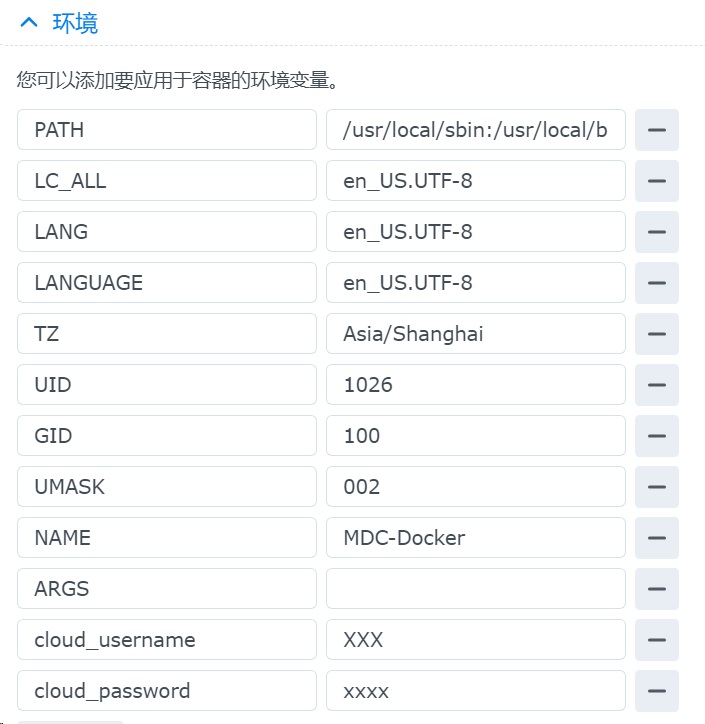 环境
您可以添加要应用于容器的环境变量。
PATH /usr/local/sbin:/usr/local/b
LC_ALL en_US.UTF-8
LANG en_US.UTF-8
LANGUAGE en_US.UTF-8
TZ Asia/Shanghai
UID 1026
GID 100
UMASK 002
NAME MDC-Docker
ARGS
cloud_username XXX
cloud_password xxxx